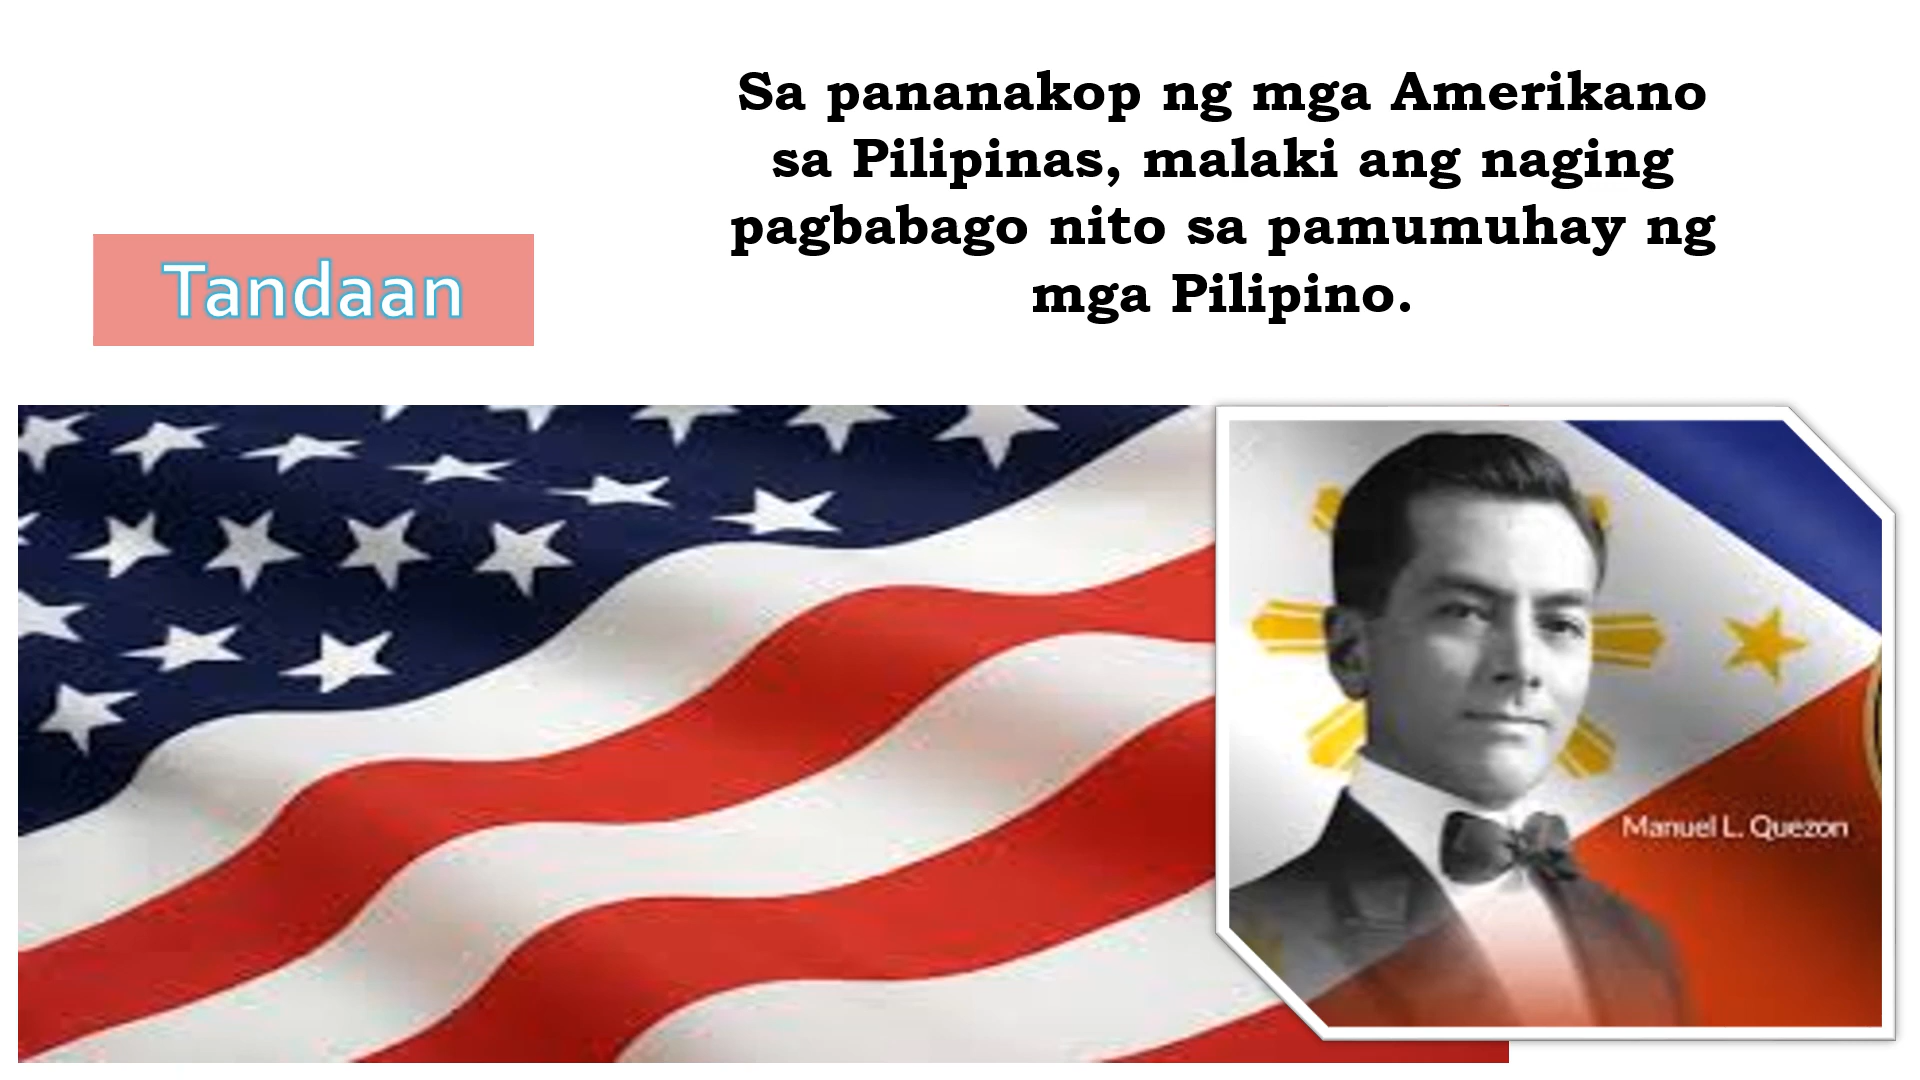 Sa pananakop ng mga Amerikano
sa Pilipinas, malaki ang naging
pagbabago nito sa pamumuhay ng
mga Pilipino.
Tandaan
Manuel L. Quezon